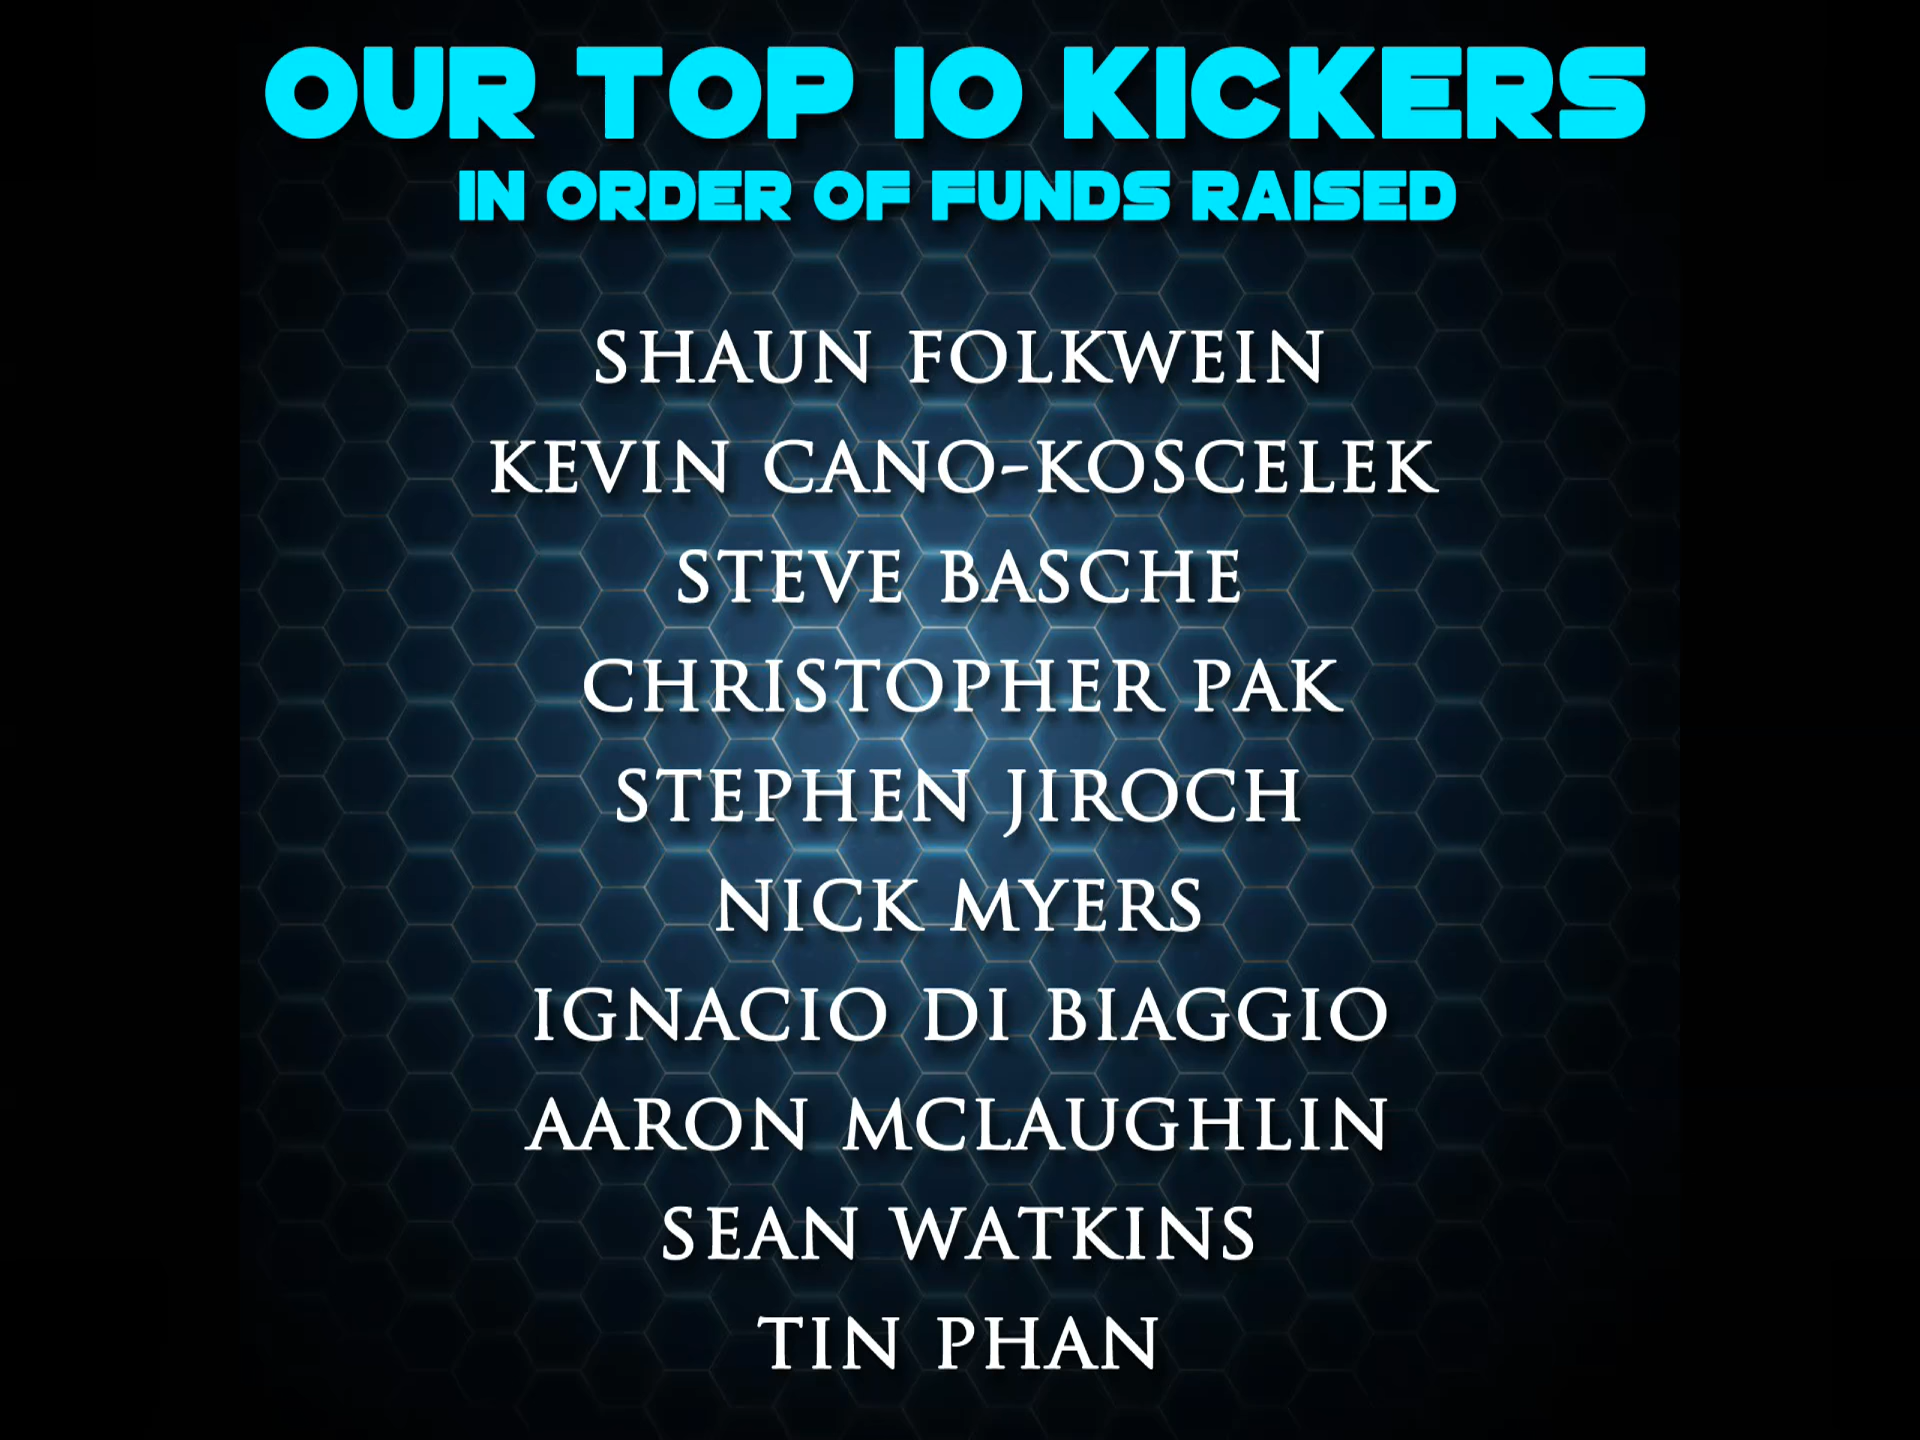 OUR TOP 10 KICKERS
IN ORDER OF FUNDS RAISED
SHAUN FOLKWEIN
KEVIN CANO-KOSCELEK
STEVE BASCHE
CHRISTOPHER PAK
STEPHEN JIROCH
NICK MYERS
IGNACIO DI BIAGGIO
AARON MCLAUGHLIN
SEAN WATKINS
TIN PHAN